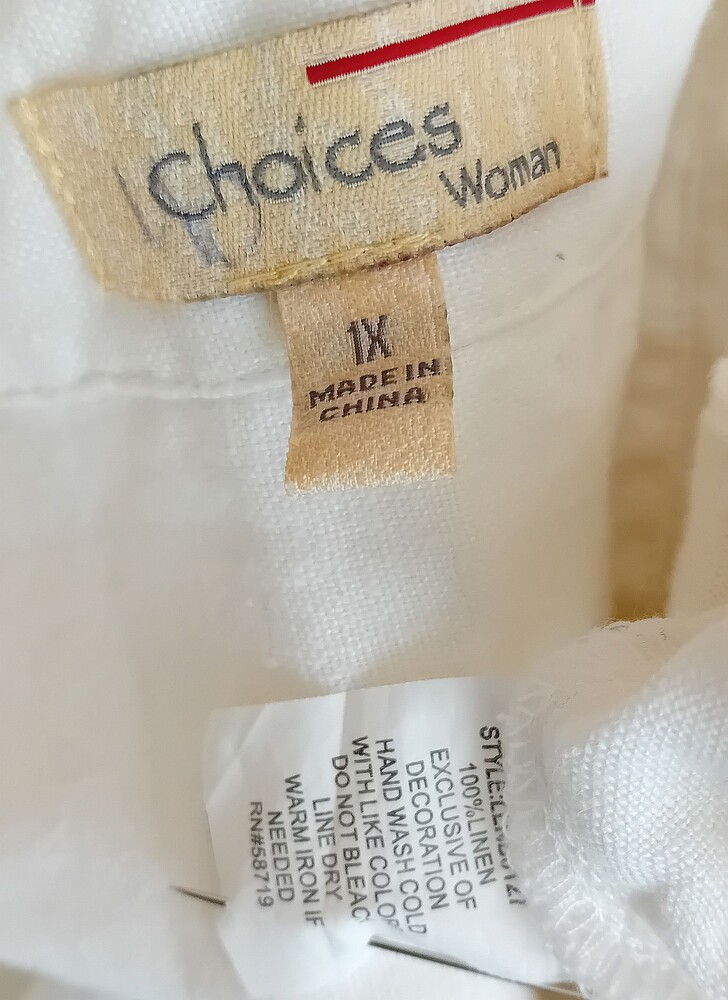 Choices
Woman
1X
MADE IN
CHINA
100%LINEN
EXCLUSIVE OF
DECORATION
HAND WASH COLD
WITH LIKE COLOR
DO NOT BLEAC
LINE DRY
WARM IRON IF
NEEDED
RN#58719